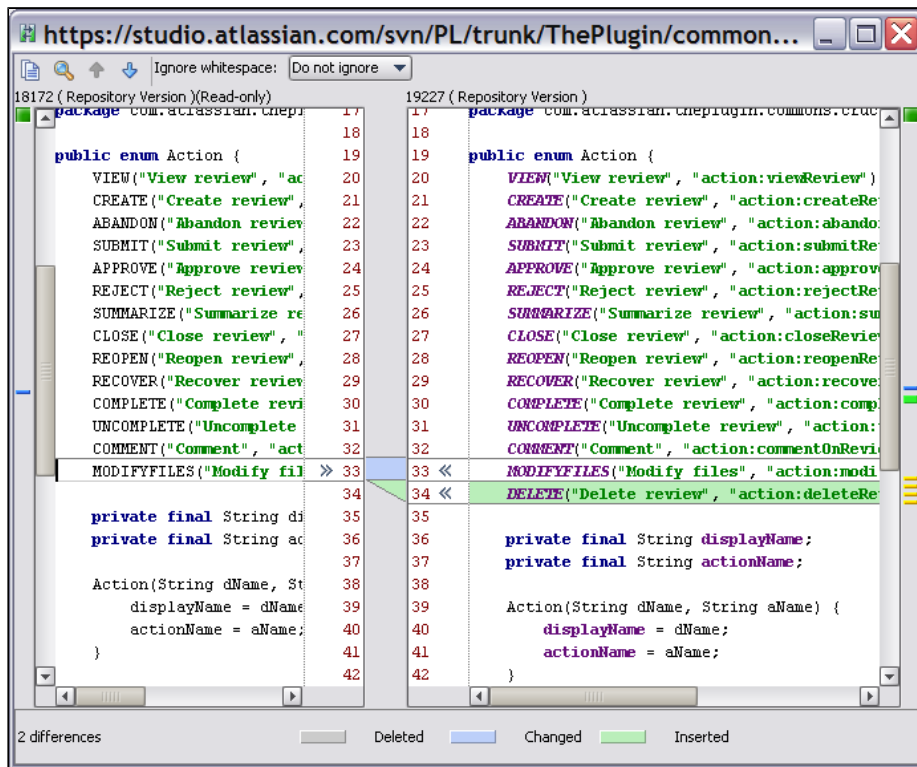 https://studio.atlassian.com/svn/PL/trunk/ThePlugin/common...
Ignore whitespace: Do not ignore
18172 ( Repository Version )(Read-only)
package com.atlassian.thepl 17
18
public enum Action { 19
VIEW("View review", "ac 20
CREATE("Create review", 21
ABANDON("Abandon review 22
SUBMIT("Submit review", 23
APPROVE("Approve review 24
REJECT("Reject review", 25
SUMMARIZE("Summarize re 26
CLOSE("Close review", " 27
REOPEN("Reopen review", 28
RECOVER("Recover review 29
COMPLETE("Complete revi 30
UNCOMPLETE("Uncomplete 31
COMMENT("Comment", "act 32
MODIFYFILES("Modify fil » 33
34
private final String di 35
private final String ac 36
37
Action(String dName, St 38
displayName = dName 39
actionName = aName; 40
} 41
42
19227 ( Repository Version )
17 package com.atlassian.theplugin.commons.cruc
18
19 public enum Action {
20 VIEW("View review", "action:viewReview")
21 CREATE("Create review", "action:createRe
22 ABANDON("Abandon review", "action:abando
23 SUBMIT("Submit review", "action:submitRe
24 APPROVE("Approve review", "action:approv
25 REJECT("Reject review", "action:rejectRe
26 SUMMARIZE("Summarize review", "action:su
27 CLOSE("Close review", "action:closeRevie
28 REOPEN("Reopen review", "action:reopenRe
29 RECOVER("Recover review", "action:recove
30 COMPLETE("Complete review", "action:comp
31 UNCOMPLETE("Uncomplete review", "action:
32 COMMENT("Comment", "action:commentOnRevi
33 « MODIFYFILES("Modify files", "action:modi
34 « DELETE("Delete review", "action:deleteRe
35
36 private final String displayName;
37 private final String actionName;
38
39 Action(String dName, String aName) {
40 displayName = dName;
41 actionName = aName;
42 }
2 differences Deleted Changed Inserted